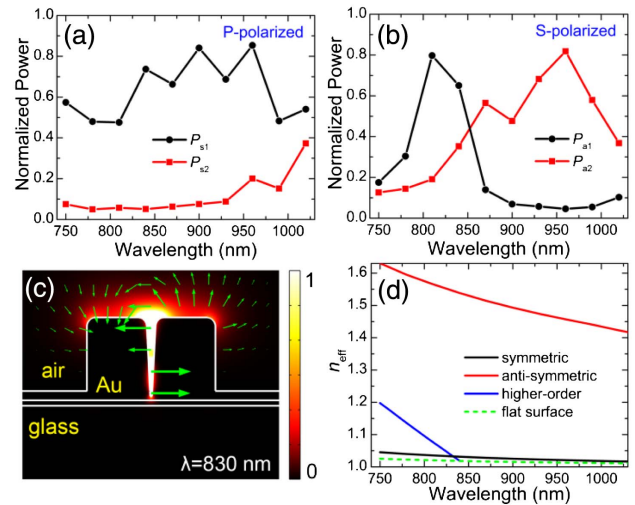 (a)
P-polarized
Normalized Power
1.0
0.8
0.6
0.4
0.2
0.0
Ps1
Ps2
750 800 850 900 950 1000
Wavelength (nm)
(b)
S-polarized
Normalized Power
1.0
0.8
0.6
0.4
0.2
0.0
Pa1
Pa2
750 800 850 900 950 1000
Wavelength (nm)
(c)
air
Au
glass
λ=830 nm
1
0
(d)
neff
1.6
1.5
1.4
1.3
1.2
1.1
1.0
symmetric
anti-symmetric
higher-order
flat surface
750 800 850 900 950 1000
Wavelength (nm)